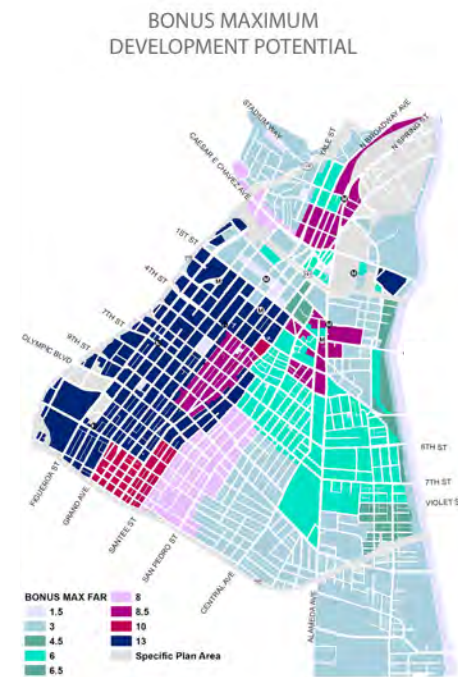 BONUS MAXIMUM
DEVELOPMENT POTENTIAL
STADIUM WAY
YALE ST
N BROADWAY AVE
N SPRING ST
CAESAR E CHAVEZ AVE
1ST ST
4TH ST
7TH ST
9TH ST
OLYMPIC BLVD
6TH ST
7TH ST
VIOLET S
FIGUEROA ST
GRAND AVE
SANTEE ST
SAN PEDRO ST
CENTRAL AVE
ALAMEDA AVE
BONUS MAX FAR
1.5
3
4.5
6
6.5
8
8.5
10
13
Specific Plan Area